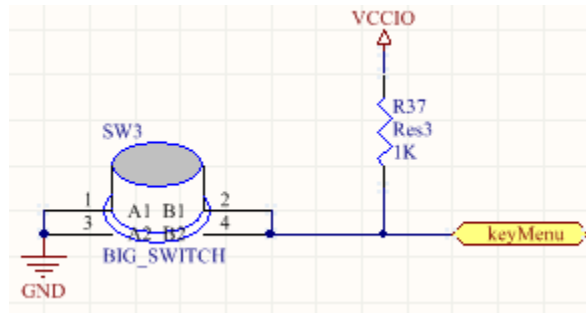 VCCIO
R37
Res3
1K
SW3
1 A1 B1 2
3 A2 B2 4
BIG_SWITCH
keyMenu
GND